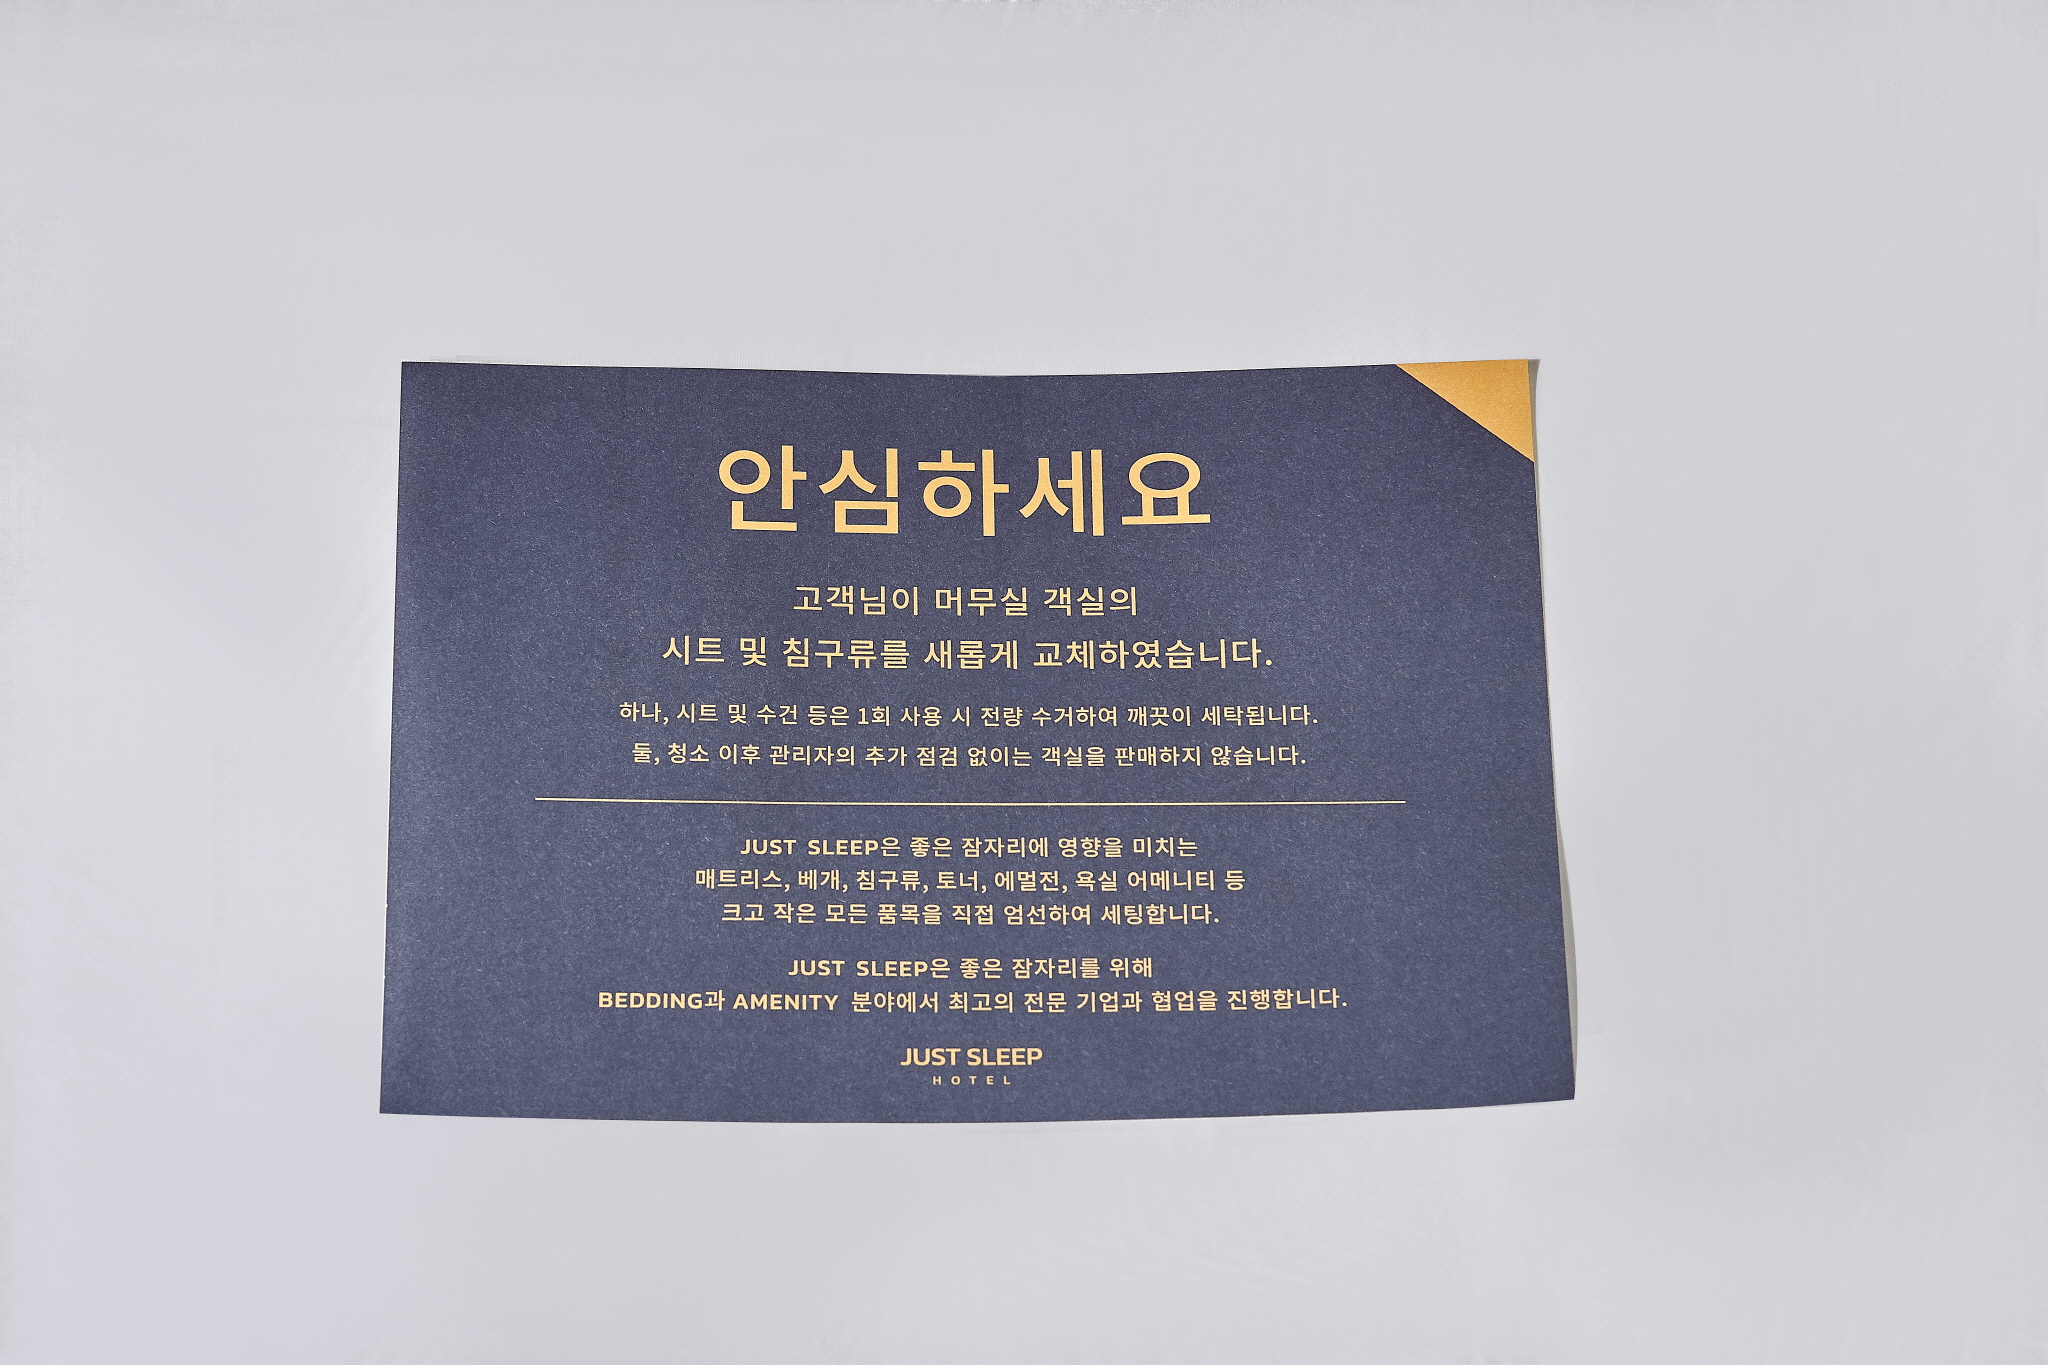 안심하세요
고객님이 머무실 객실의
시트 및 침구류를 새롭게 교체하였습니다.
하나, 시트 및 수건 등은 1회 사용 시 전량 수거하여 깨끗이 세탁됩니다.
둘, 청소 이후 관리자의 추가 점검 없이는 객실을 판매하지 않습니다.
JUST SLEEP은 좋은 잠자리에 영향을 미치는
매트리스, 베개, 침구류, 토너, 에멀전, 욕실 어메니티 등
크고 작은 모든 품목을 직접 엄선하여 세팅합니다.
JUST SLEEP은 좋은 잠자리를 위해
BEDDING과 AMENITY 분야에서 최고의 전문 기업과 협업을 진행합니다.
JUST SLEEP
HOTEL